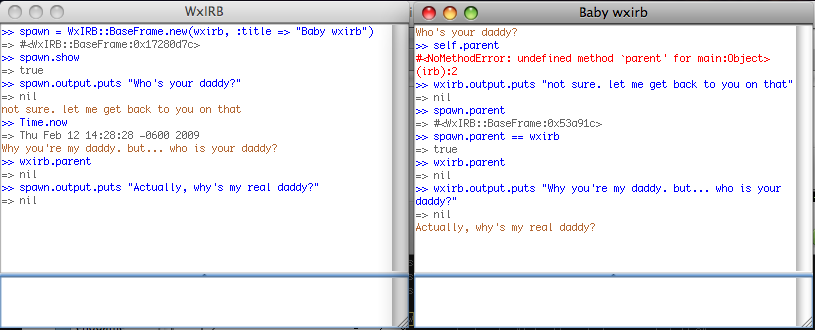 WxIRB
>> spawn = WxIRB::BaseFrame.new(wxirb, :title => "Baby wxirb")
=> #<WxIRB::BaseFrame:0x17280d7c>
>> spawn.show
=> true
>> spawn.output.puts "Who's your daddy?"
=> nil
not sure. let me get back to you on that
>> Time.now
=> Thu Feb 12 14:28:28 -0600 2009
Why you're my daddy. but... who is your daddy?
>> wxirb.parent
=> nil
>> spawn.output.puts "Actually, why's my real daddy?"
=> nil
Baby wxirb
Who's your daddy?
>> self.parent
#<NoMethodError: undefined method `parent' for main:Object>
(irb):2
>> wxirb.output.puts "not sure. let me get back to you on that"
=> nil
>> spawn.parent
=> #<WxIRB::BaseFrame:0x53a91c>
>> spawn.parent == wxirb
=> true
>> wxirb.parent
=> nil
>> wxirb.output.puts "Why you're my daddy. but... who is your
daddy?"
=> nil
Actually, why's my real daddy?